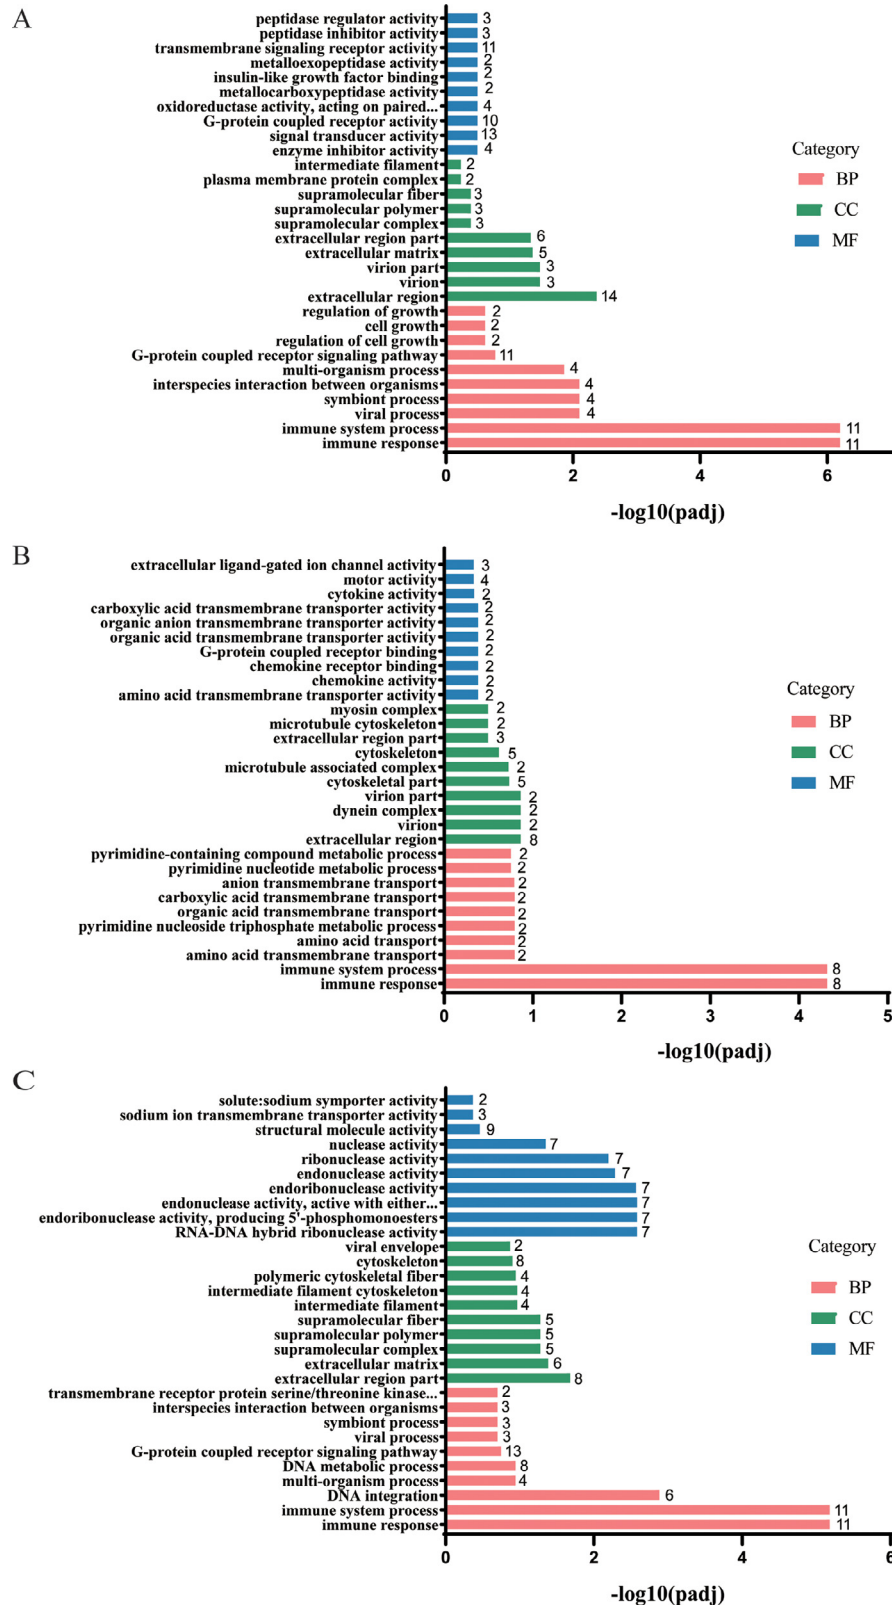 A
peptidase regulator activity 3
peptidase inhibitor activity 3
transmembrane signaling receptor activity 11
metalloexopeptidase activity 2
insulin-like growth factor binding 2
metallocarboxypeptidase activity 2
oxidoreductase activity, acting on paired... 4
G-protein coupled receptor activity 10
signal transducer activity 13
enzyme inhibitor activity 4
intermediate filament 2
plasma membrane protein complex 2
supramolecular fiber 3
supramolecular polymer 3
supramolecular complex 3
extracellular region part 6
extracellular matrix 5
virion part 3
virion 3
extracellular region 14
regulation of growth 2
cell growth 2
regulation of cell growth 2
G-protein coupled receptor signaling pathway 11
multi-organism process 4
interspecies interaction between organisms 4
symbiont process 4
viral process 4
immune system process 11
immune response 11
0 2 4 6
-log10(padj)
Category
BP
CC
MF
B
extracellular ligand-gated ion channel activity 3
motor activity 4
cytokine activity 2
carboxylic acid transmembrane transporter activity 2
organic anion transmembrane transporter activity 2
organic acid transmembrane transporter activity 2
G-protein coupled receptor binding 2
chemokine receptor binding 2
chemokine activity 2
amino acid transmembrane transporter activity 2
myosin complex 2
microtubule cytoskeleton 2
extracellular region part 3
cytoskeleton 5
microtubule associated complex 2
cytoskeletal part 5
virion part 2
dynein complex 2
virion 2
extracellular region 8
pyrimidine-containing compound metabolic process 2
pyrimidine nucleotide metabolic process 2
anion transmembrane transport 2
carboxylic acid transmembrane transport 2
organic acid transmembrane transport 2
pyrimidine nucleoside triphosphate metabolic process 2
amino acid transport 2
amino acid transmembrane transport 2
immune system process 8
immune response 8
0 1 2 3 4 5
-log10(padj)
Category
BP
CC
MF
C
solute:sodium symporter activity 2
sodium ion transmembrane transporter activity 3
structural molecule activity 9
nuclease activity 7
ribonuclease activity 7
endonuclease activity 7
endoribonuclease activity 7
endonuclease activity, active with either... 7
endoribonuclease activity, producing 5'-phosphomonoesters 7
RNA-DNA hybrid ribonuclease activity 7
viral envelope 2
cytoskeleton 8
polymeric cytoskeletal fiber 4
intermediate filament cytoskeleton 4
intermediate filament 4
supramolecular fiber 5
supramolecular polymer 5
supramolecular complex 5
extracellular matrix 6
extracellular region part 8
transmembrane receptor protein serine/threonine kinase... 2
interspecies interaction between organisms 3
symbiont process 3
viral process 3
G-protein coupled receptor signaling pathway 13
DNA metabolic process 8
multi-organism process 4
DNA integration 6
immune system process 11
immune response 11
0 2 4 6
-log10(padj)
Category
BP
CC
MF